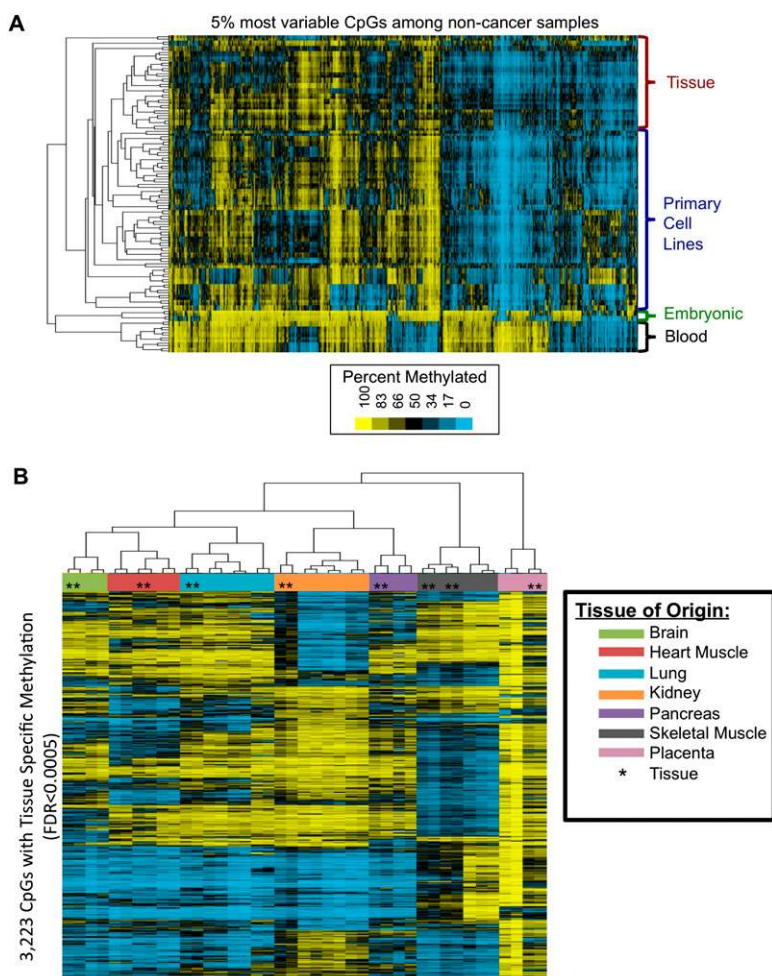 A
5% most variable CpGs among non-cancer samples
Tissue
Primary
Cell
Lines
Embryonic
Blood
Percent Methylated
100 83 66 50 34 17 0
B
** ** ** ** ** ** ** **
3,223 CpGs with Tissue Specific Methylation
(FDR<0.0005)
Tissue of Origin:
Brain
Heart Muscle
Lung
Kidney
Pancreas
Skeletal Muscle
Placenta
* Tissue